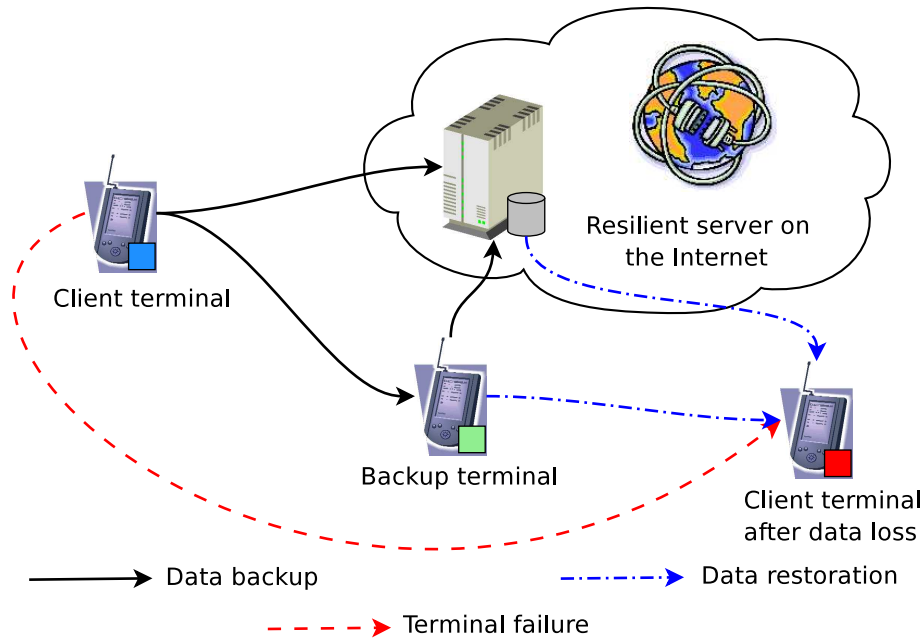 Resilient server on
the Internet
Client terminal
Backup terminal
Client terminal
after data loss
Data backup
Data restoration
Terminal failure